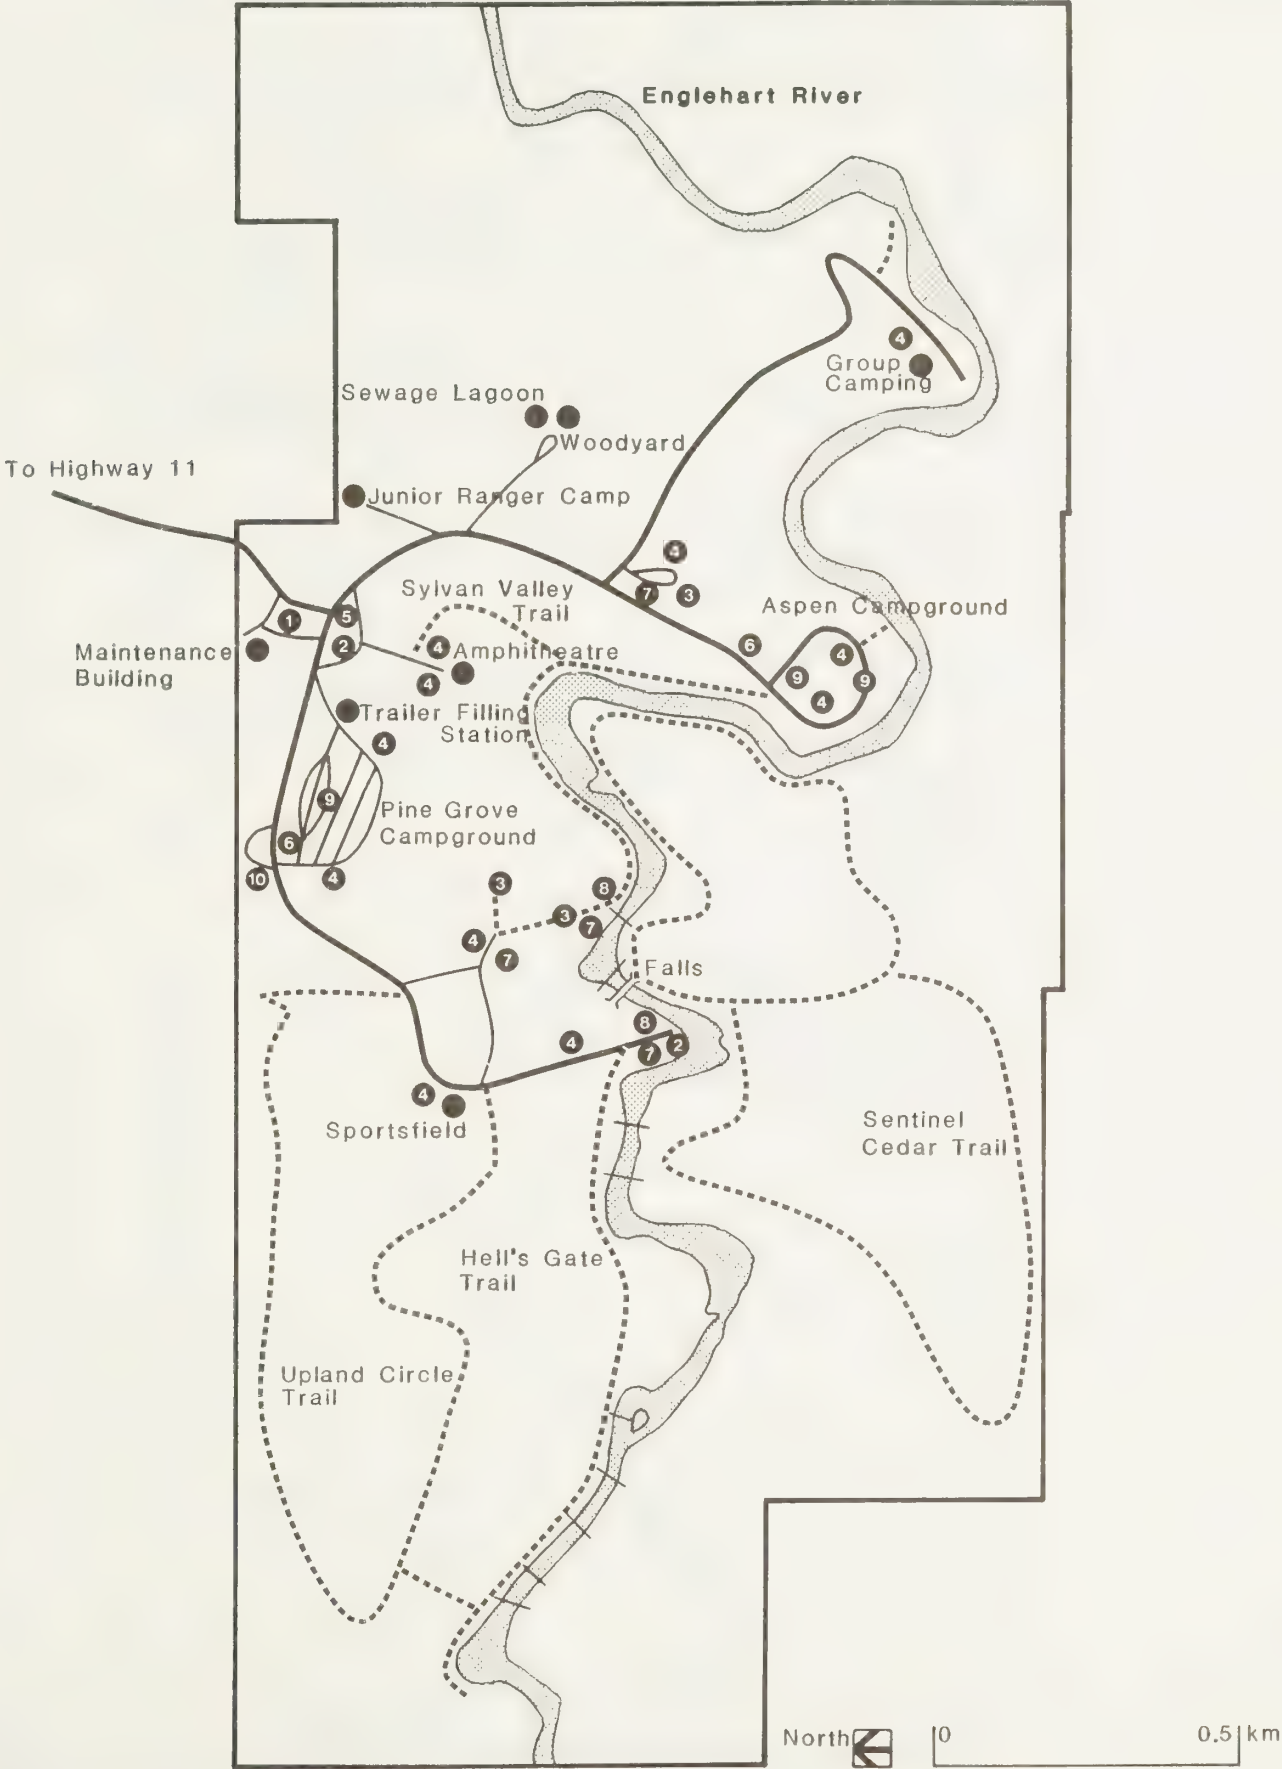 Englehart River
4
Group
Camping
Sewage Lagoon
Woodyard
To Highway 11
Junior Ranger Camp
4
7
3
Sylvan Valley
Trail
Aspen Campground
1
5
2
6
4
9
9
4
Maintenance
Building
4
Amphitheatre
4
Trailer Filling
Station
4
9
Pine Grove
Campground
6
10
4
3
8
3
7
4
7
Falls
8
4
7
2
4
Sportsfield
Sentinel
Cedar Trail
Hell's Gate
Trail
Upland Circle
Trail
North
0
0.5 km